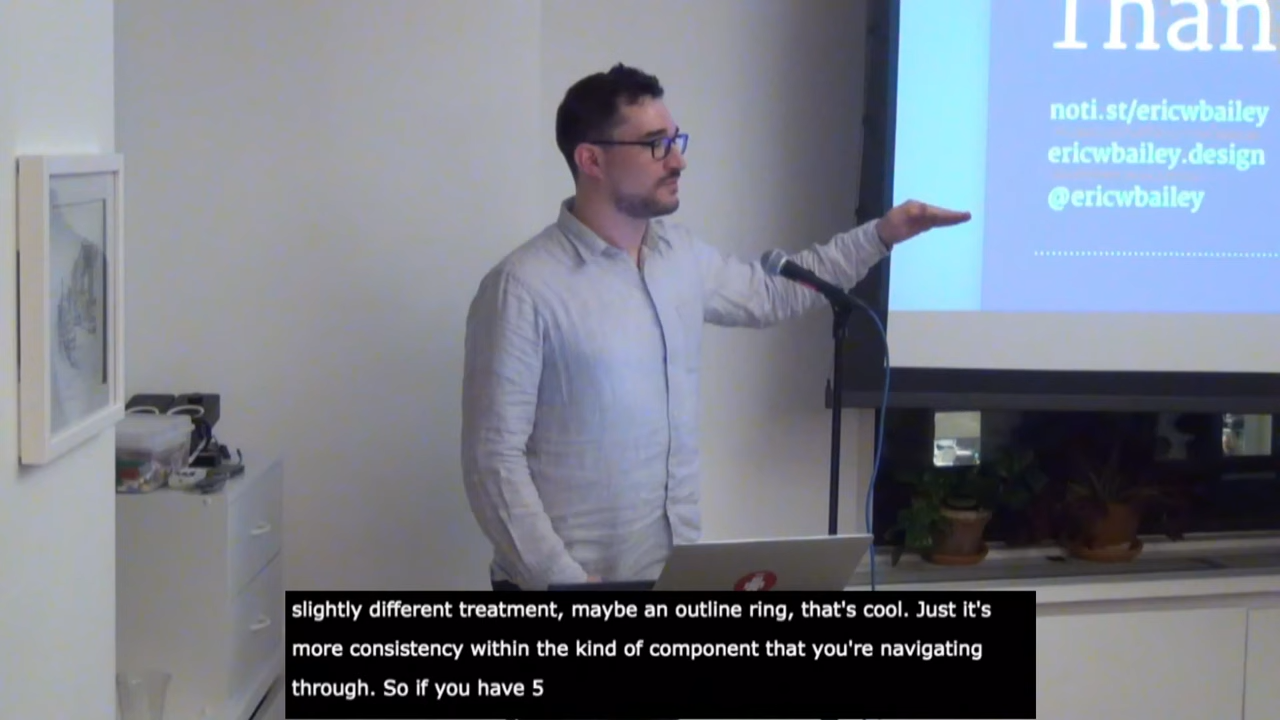 Than
noti.st/ericwbailey
ericwbailey.design
@ericwbailey
slightly different treatment, maybe an outline ring, that's cool. Just it's
more consistency within the kind of component that you're navigating
through. So if you have 5